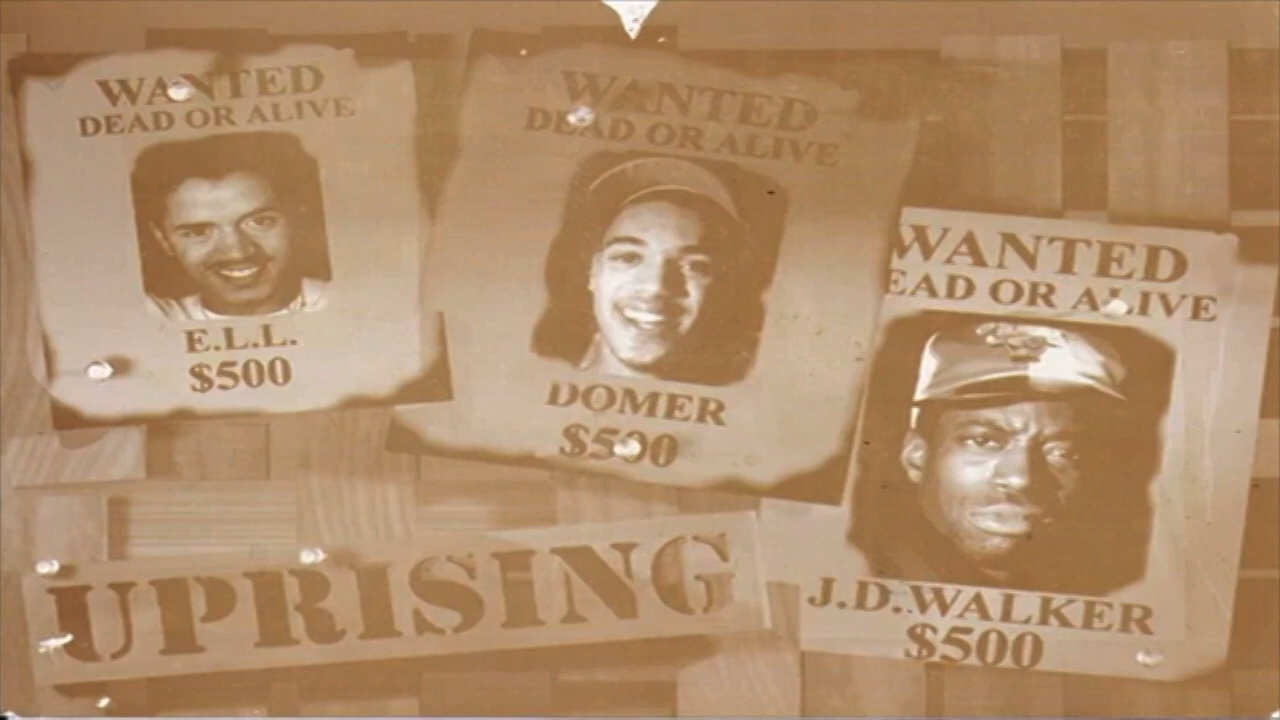 WANTED
DEAD OR ALIVE
E.L.L.
$500
WANTED
DEAD OR ALIVE
DOMER
$500
WANTED
EAD OR ALIVE
J.D. WALKER
$500
UPRISING